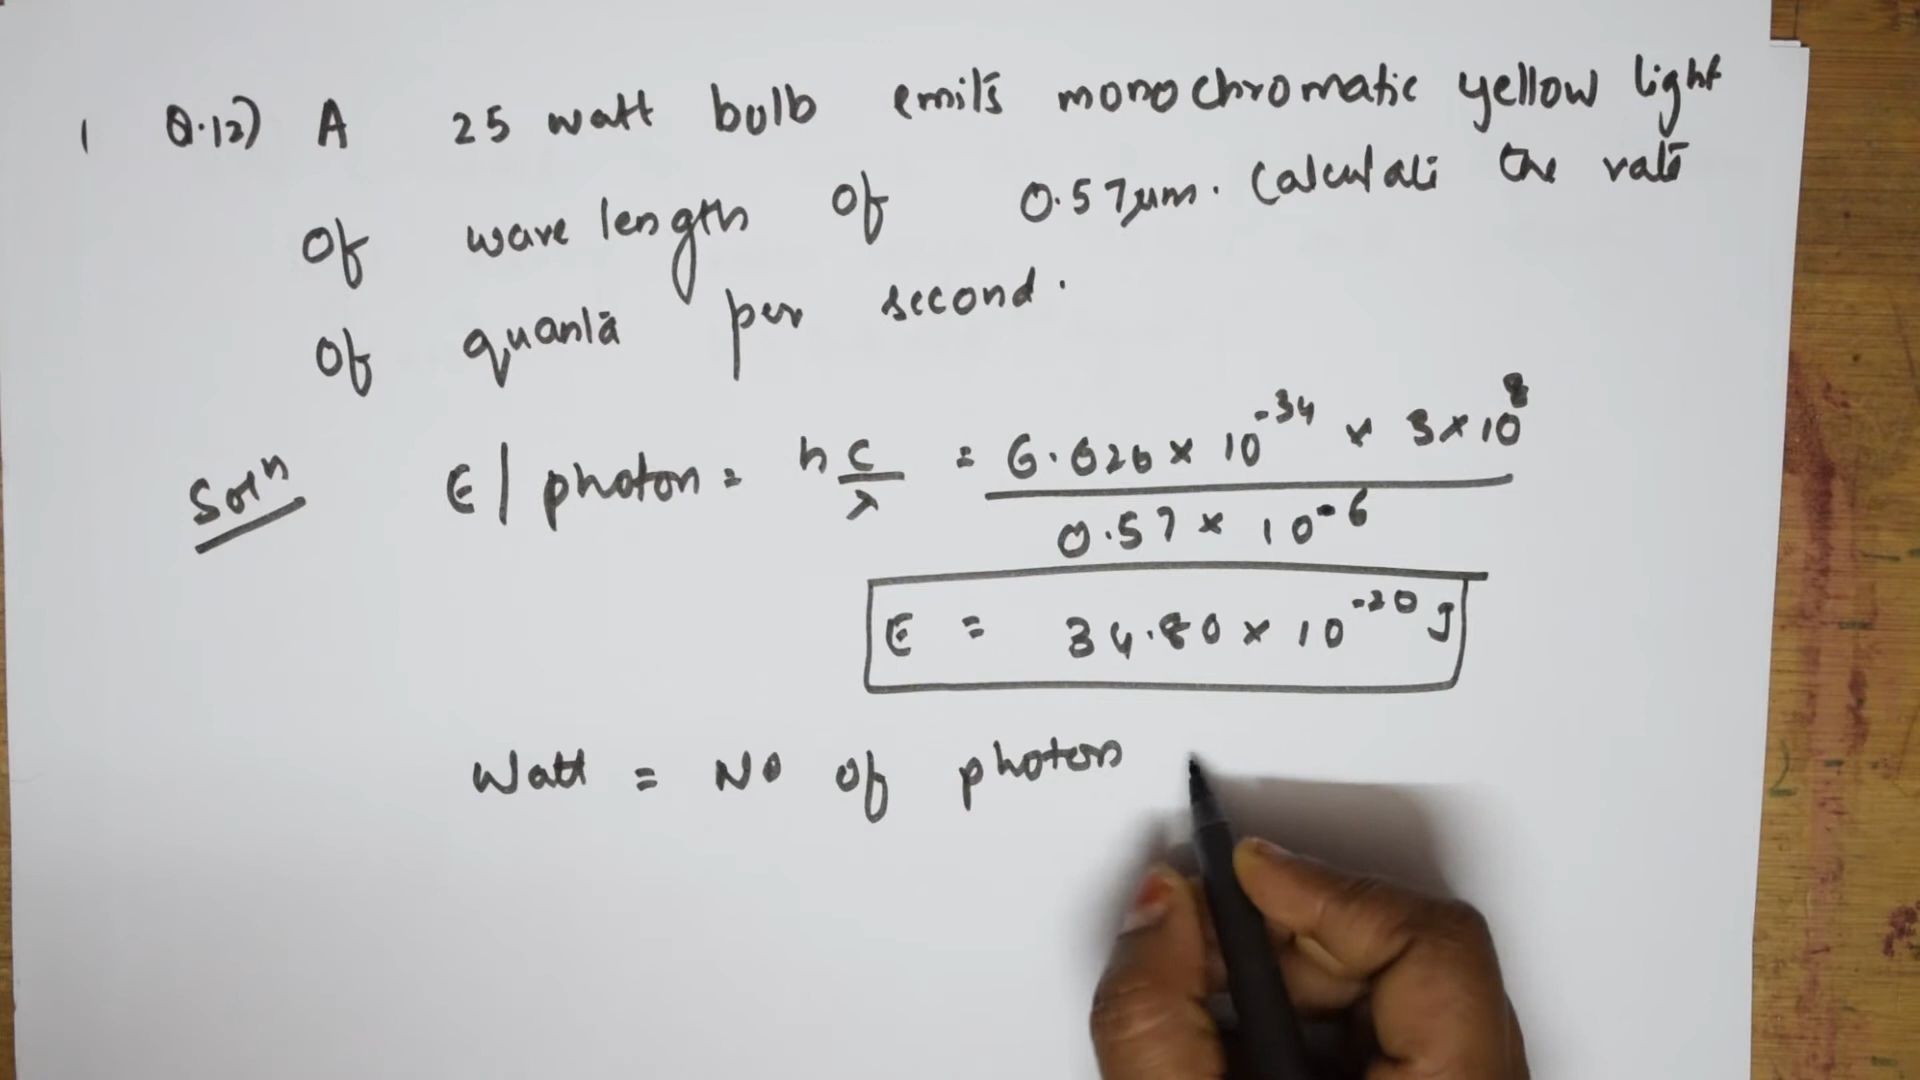 1 Q.12) A 25 watt bulb emits monochromatic yellow light
of wave length of 0.57μm. Calculate the rate
of quanta per second.
Soln E/photon = hc/λ = 6.626 × 10^-34 × 3×10^8 / 0.57 × 10^-6
E = 34.80 × 10^-20 J
Watt = No of photons